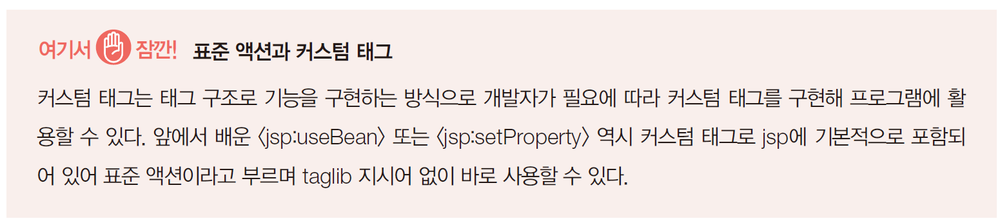 여기서 잠깐! 표준 액션과 커스텀 태그
커스텀 태그는 태그 구조로 기능을 구현하는 방식으로 개발자가 필요에 따라 커스텀 태그를 구현해 프로그램에 활
용할 수 있다. 앞에서 배운 〈jsp:useBean〉 또는 〈jsp:setProperty〉 역시 커스텀 태그로 jsp에 기본적으로 포함되
어 있어 표준 액션이라고 부르며 taglib 지시어 없이 바로 사용할 수 있다.